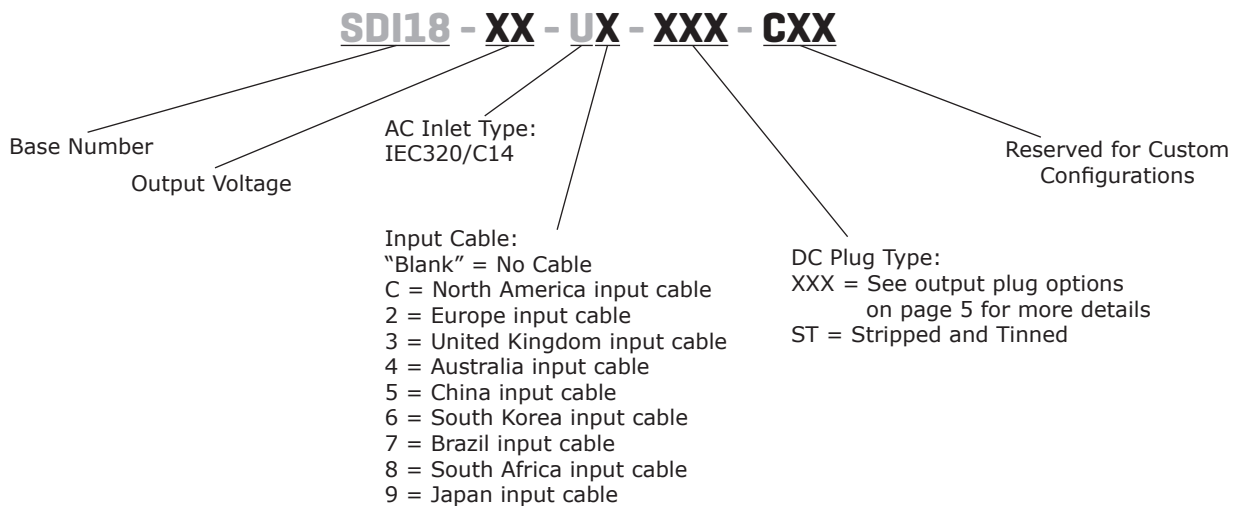 SDI18 - XX - UX - XXX - CXX
Base Number
Output Voltage
AC Inlet Type:
IEC320/C14
Input Cable:
“Blank” = No Cable
C = North America input cable
2 = Europe input cable
3 = United Kingdom input cable
4 = Australia input cable
5 = China input cable
6 = South Korea input cable
7 = Brazil input cable
8 = South Africa input cable
9 = Japan input cable
DC Plug Type:
XXX = See output plug options
on page 5 for more details
ST = Stripped and Tinned
Reserved for Custom
Configurations